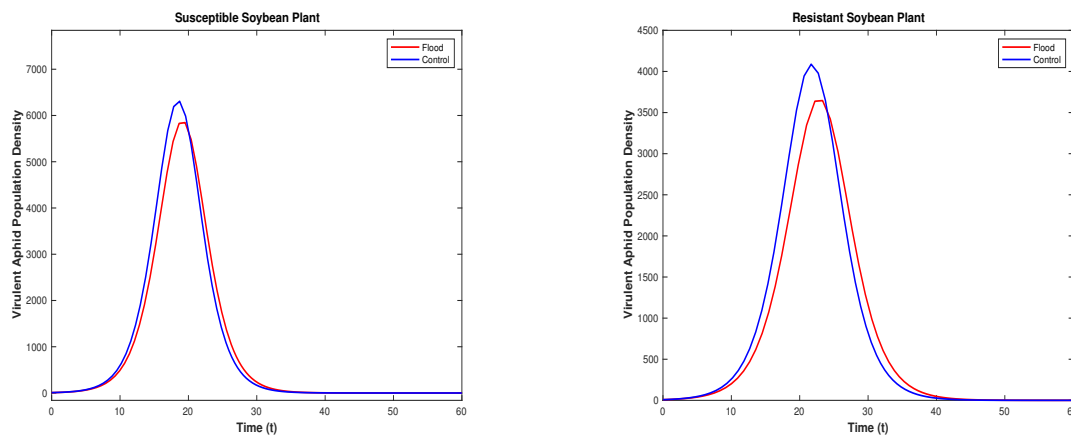 Susceptible Soybean Plant
Virulent Aphid Population Density
7000
6000
5000
4000
3000
2000
1000
0
0 10 20 30 40 50 60
Time (t)
Flood
Control
Resistant Soybean Plant
Virulent Aphid Population Density
4500
4000
3500
3000
2500
2000
1500
1000
500
0
0 10 20 30 40 50 60
Time (t)
Flood
Control